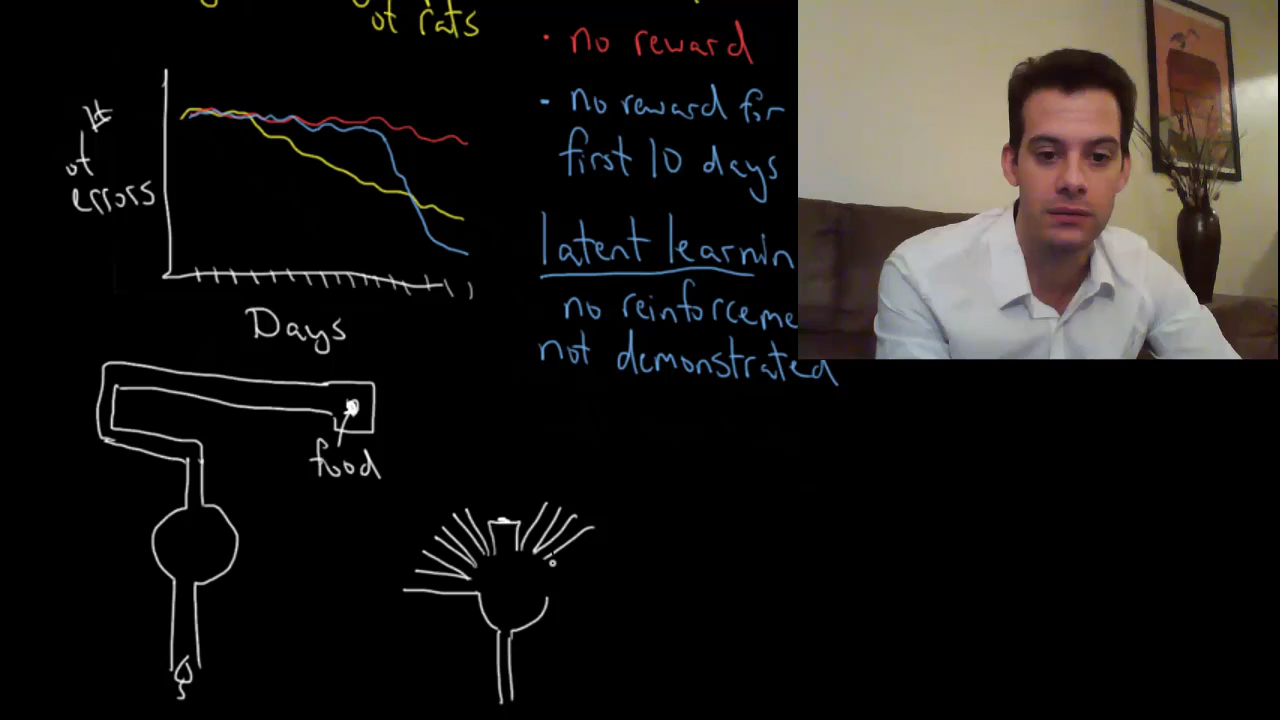 of rats
• no reward
- no reward for
first 10 days
# of errors
latent learnin
no reinforceme
not demonstrated
Days
food